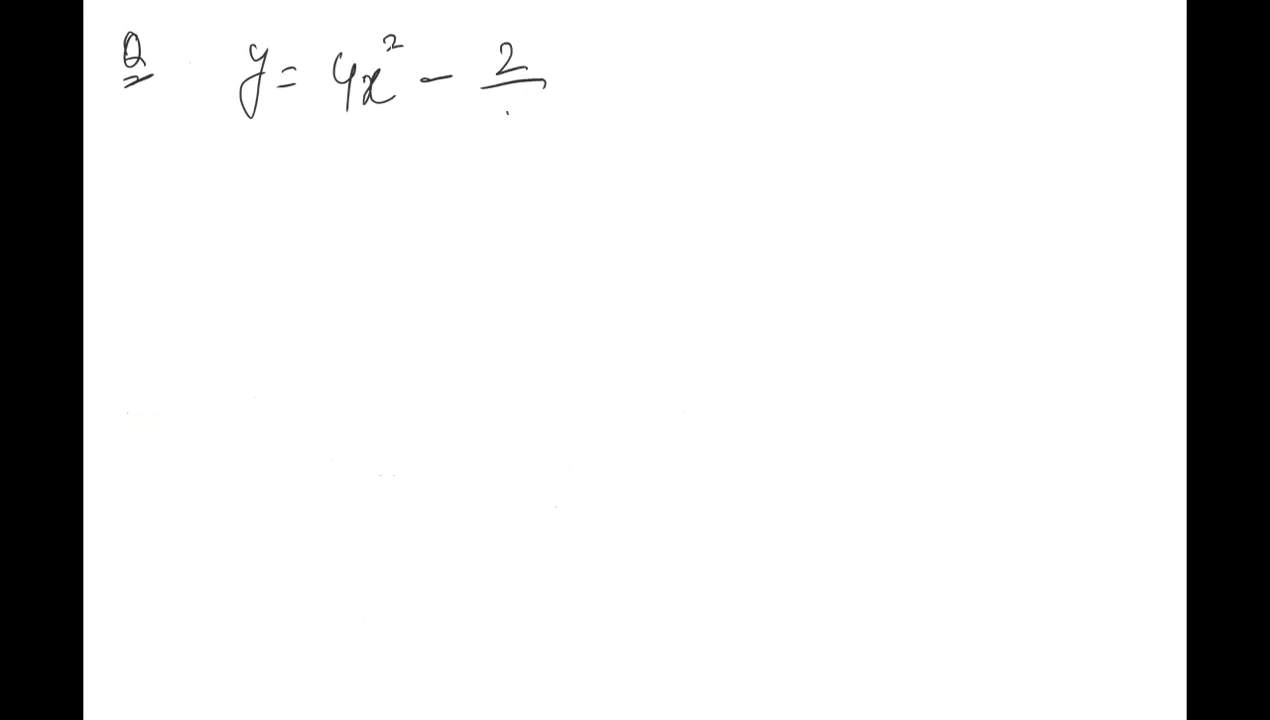 Q y = 4x² - 2/